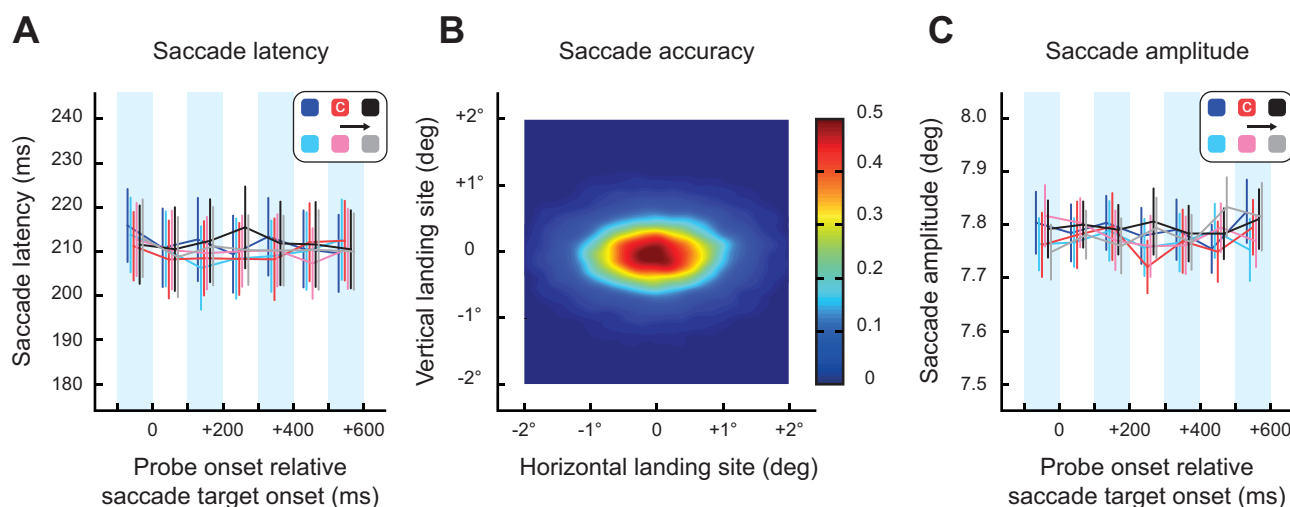 A
Saccade latency
Saccade latency (ms)
240
230
220
210
200
190
180
C
0
+200
+400
+600
Probe onset relative
saccade target onset (ms)
B
Saccade accuracy
Vertical landing site (deg)
+2°
+1°
0
-1°
-2°
-2°
-1°
0
+1°
+2°
Horizontal landing site (deg)
0.5
0.4
0.3
0.2
0.1
0
C
Saccade amplitude
Saccade amplitude (deg)
8.0
7.9
7.8
7.7
7.6
7.5
C
0
+200
+400
+600
Probe onset relative
saccade target onset (ms)